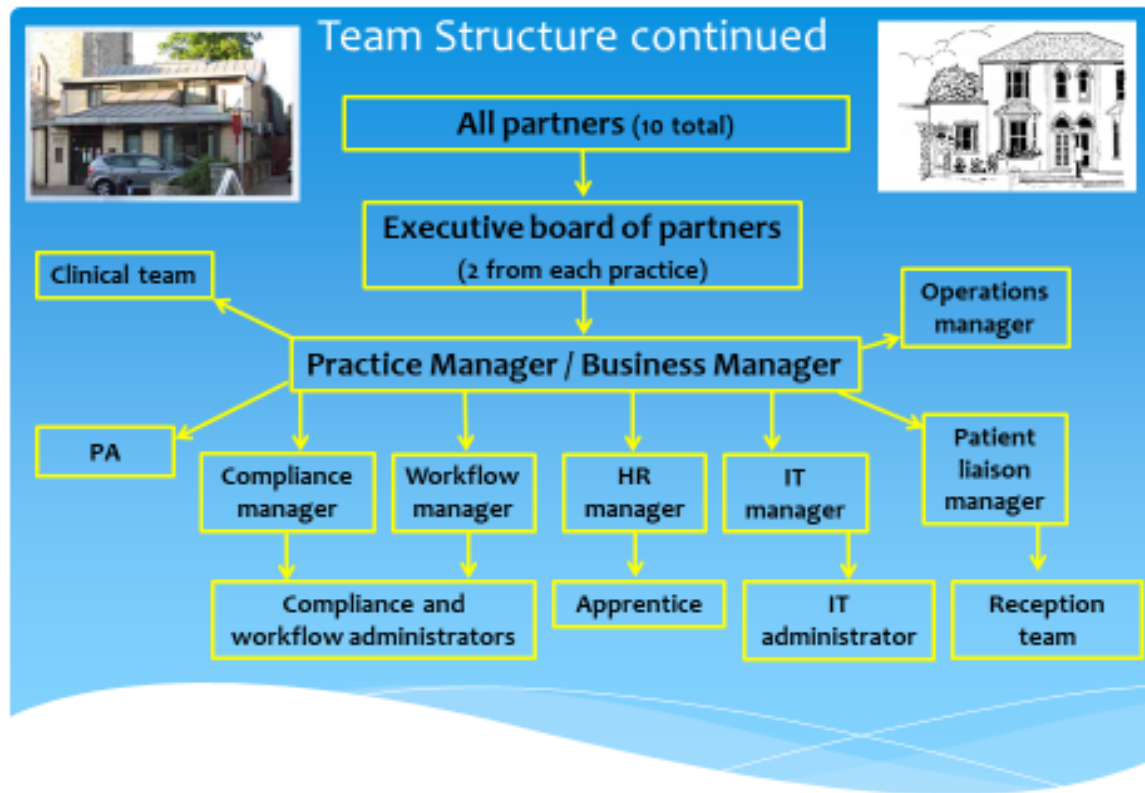 Team Structure continued
All partners (10 total)
Executive board of partners
(2 from each practice)
Clinical team
Operations
manager
Practice Manager / Business Manager
PA
Compliance
manager
Workflow
manager
HR
manager
IT
manager
Patient
liaison
manager
Compliance and
workflow administrators
Apprentice
IT
administrator
Reception
team